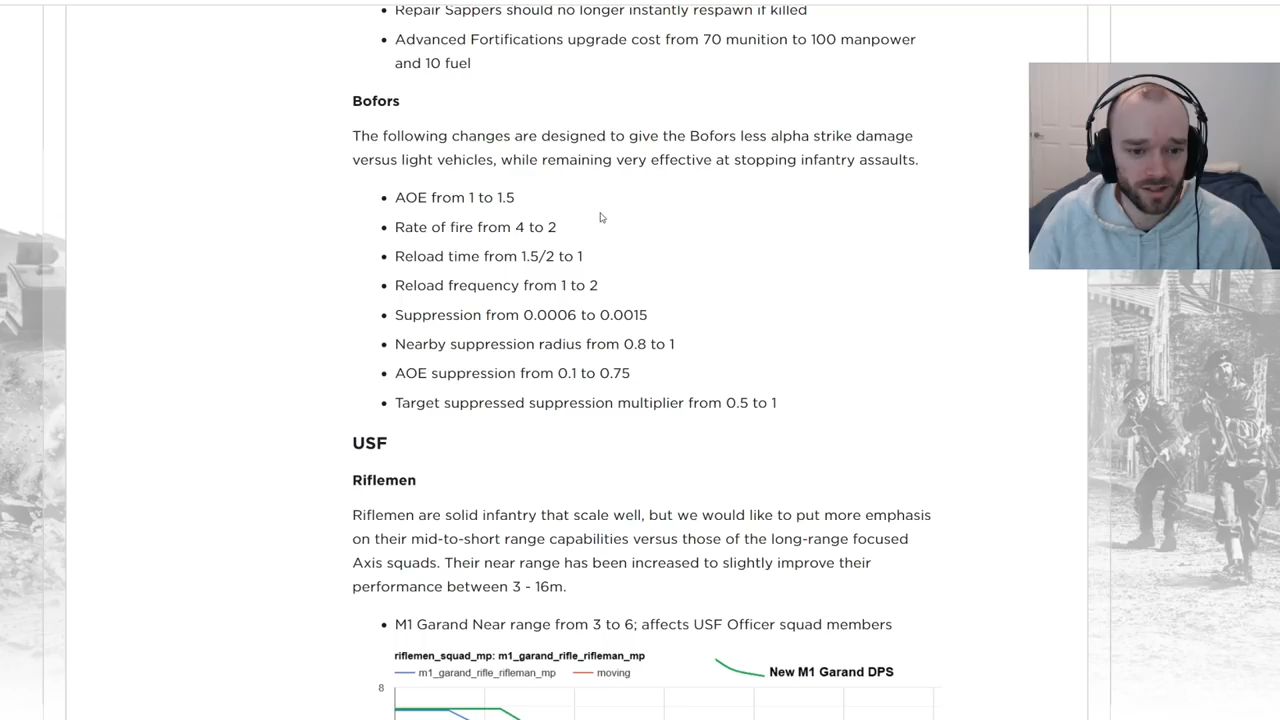 Repair Sappers should no longer instantly respawn if killed
Advanced Fortifications upgrade cost from 70 munition to 100 manpower
and 10 fuel
Bofors
The following changes are designed to give the Bofors less alpha strike damage
versus light vehicles, while remaining very effective at stopping infantry assaults.
AOE from 1 to 1.5
Rate of fire from 4 to 2
Reload time from 1.5/2 to 1
Reload frequency from 1 to 2
Suppression from 0.0006 to 0.0015
Nearby suppression radius from 0.8 to 1
AOE suppression from 0.1 to 0.75
Target suppressed suppression multiplier from 0.5 to 1
USF
Riflemen
Riflemen are solid infantry that scale well, but we would like to put more emphasis
on their mid-to-short range capabilities versus those of the long-range focused
Axis squads. Their near range has been increased to slightly improve their
performance between 3 - 16m.
M1 Garand Near range from 3 to 6; affects USF Officer squad members
riflemen_squad_mp: m1_garand_rifle_rifleman_mp
m1_garand_rifle_rifleman_mp moving New M1 Garand DPS
8